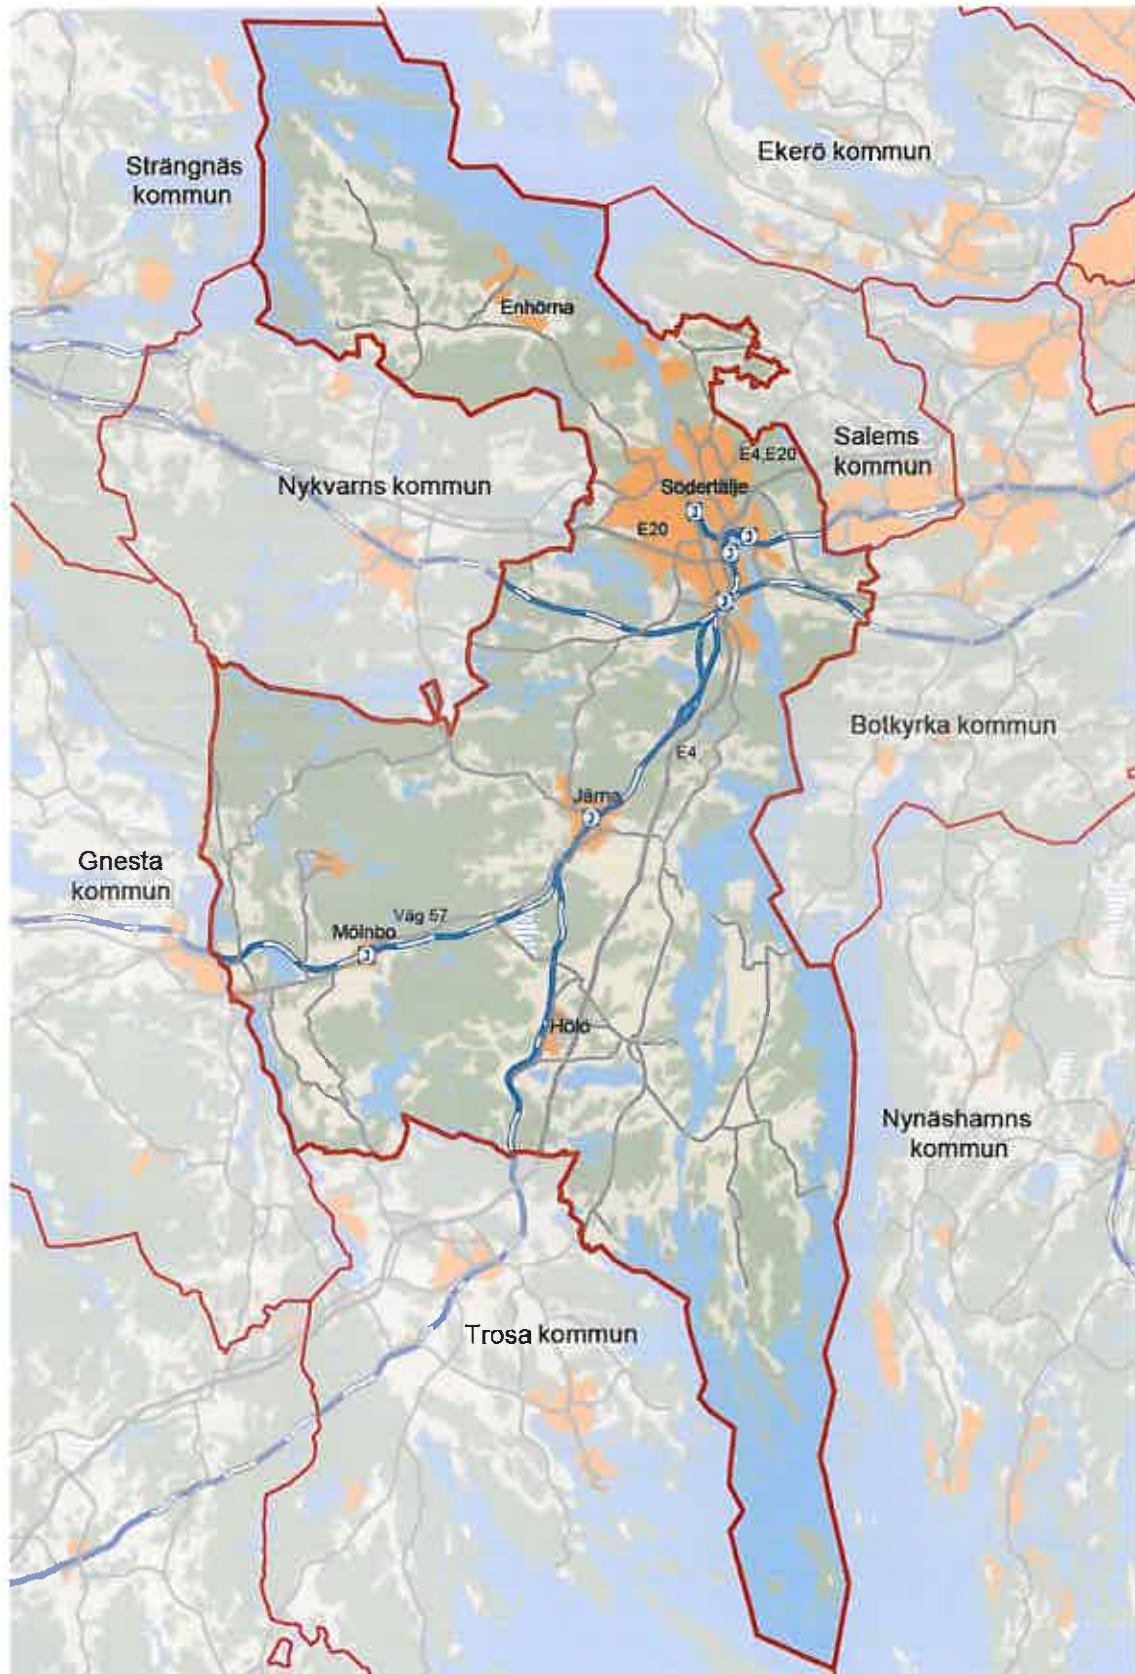 Ekerö kommun
Strängnäs
kommun
Enhörna
Salems
kommun
E4,E20
Nykvarns kommun
Södertälje
E20
Botkyrka kommun
E4
Järna
Gnesta
kommun
Väg 57
Mölnbo
Hölö
Nynäshamns
kommun
Trosa kommun